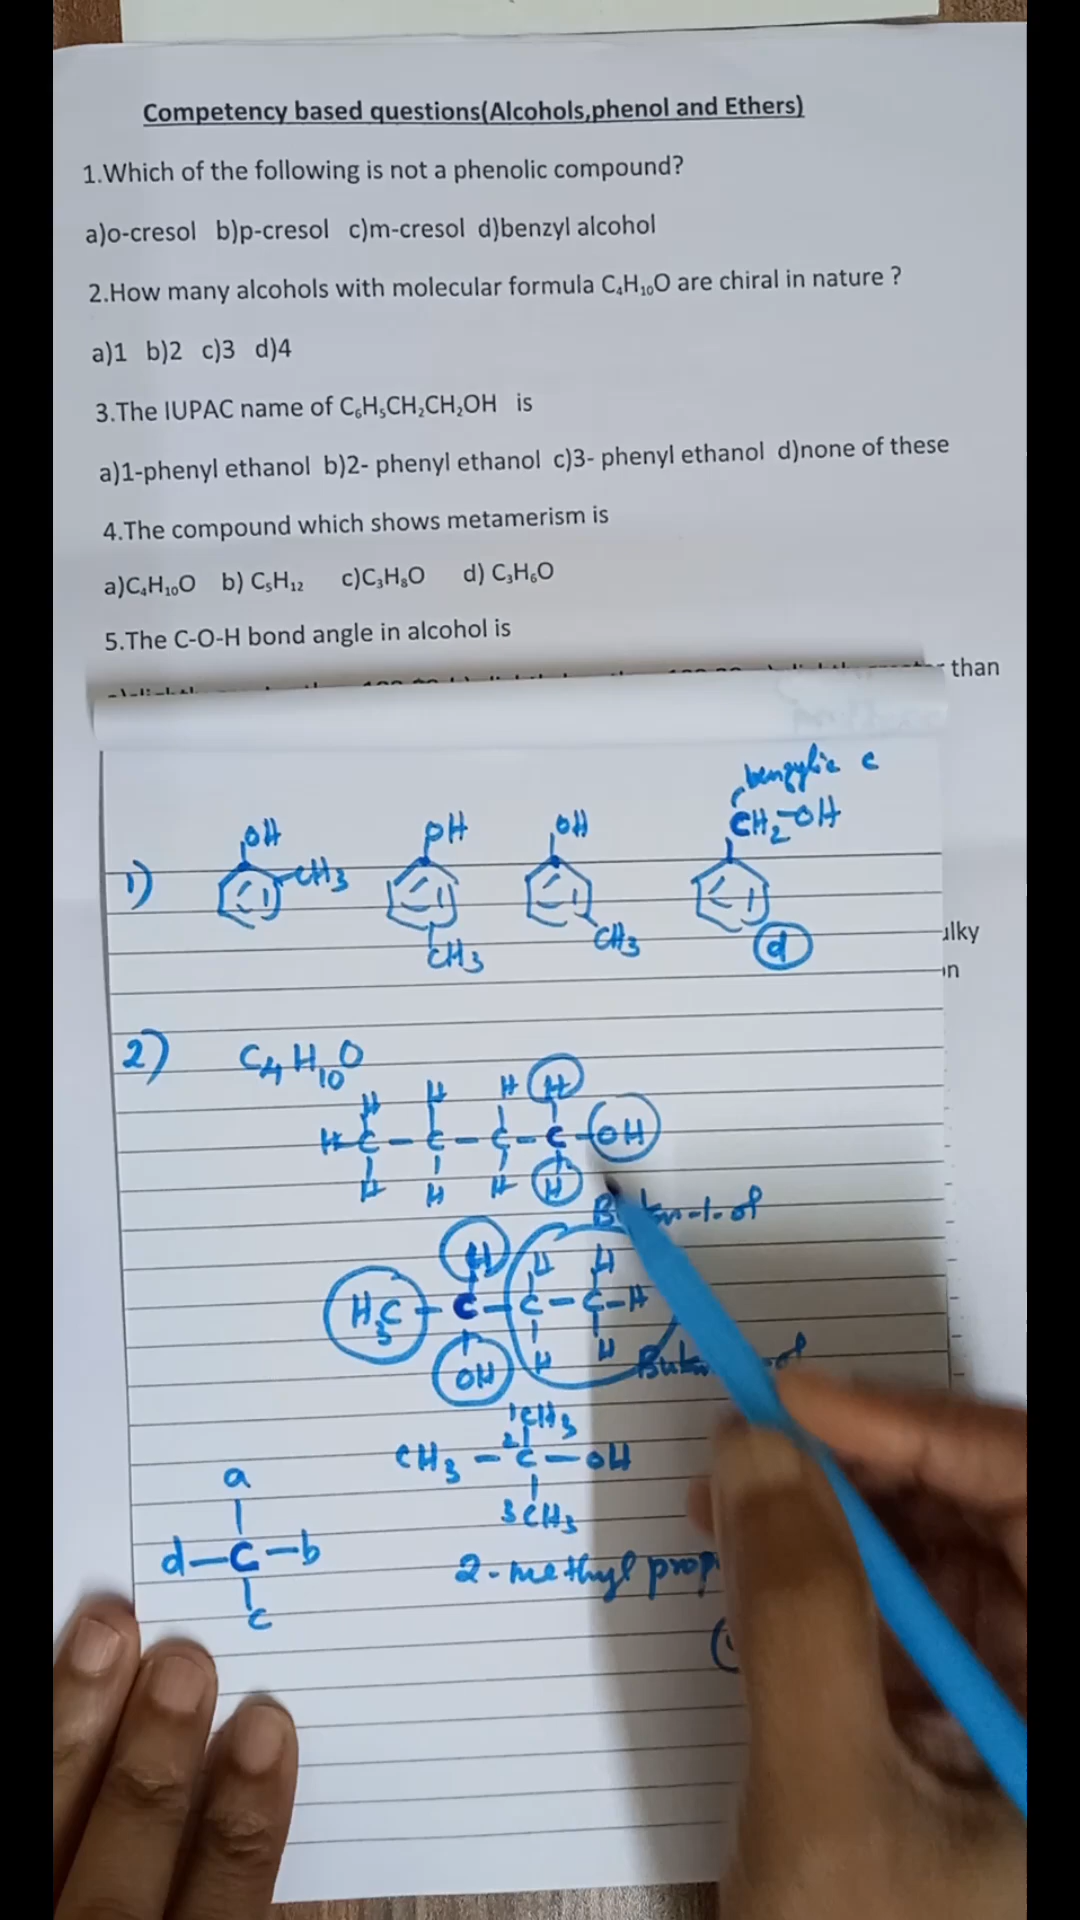 Competency based questions(Alcohols,phenol and Ethers)
1.Which of the following is not a phenolic compound?
a)o-cresol b)p-cresol c)m-cresol d)benzyl alcohol
2.How many alcohols with molecular formula C₄H₁₀O are chiral in nature ?
a)1 b)2 c)3 d)4
3.The IUPAC name of C₆H₅CH₂CH₂OH is
a)1-phenyl ethanol b)2- phenyl ethanol c)3- phenyl ethanol d)none of these
4.The compound which shows metamerism is
a)C₄H₁₀O b) C₅H₁₂ c)C₃H₈O d) C₃H₆O
5.The C-O-H bond angle in alcohol is
than
benzylic c
OH OH OH CH₂-OH
1) CH₃
CH₃ CH₃ d
2) C₄H₁₀O
H H H H
H C - C - C - C - OH
H H H H
H H H
H₃C - C - C - C - H
OH H H
1CH₃
CH₃ - 2C - OH
3CH₃
a
d-C-b
c
2-methyl